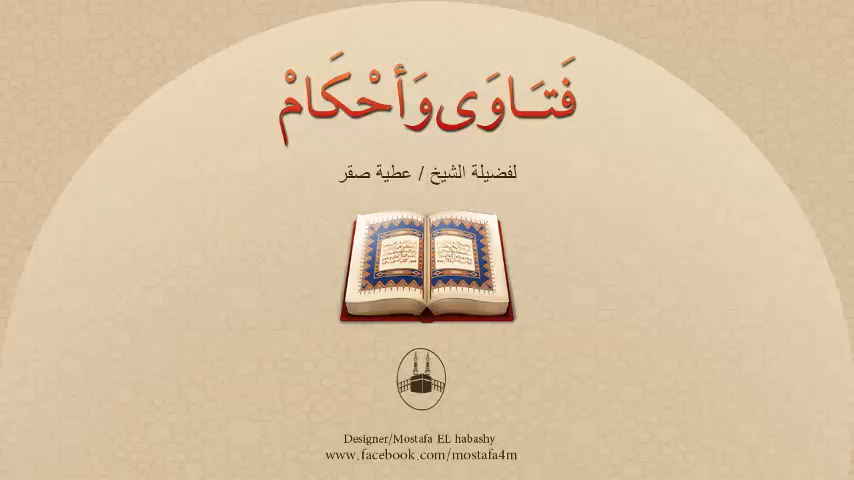 فَتَاوَى وَأَحْكَامْ
لفضيلة الشيخ / عطية صقر
Designer/Mostafa EL habashy
www.facebook.com/mostafa4m